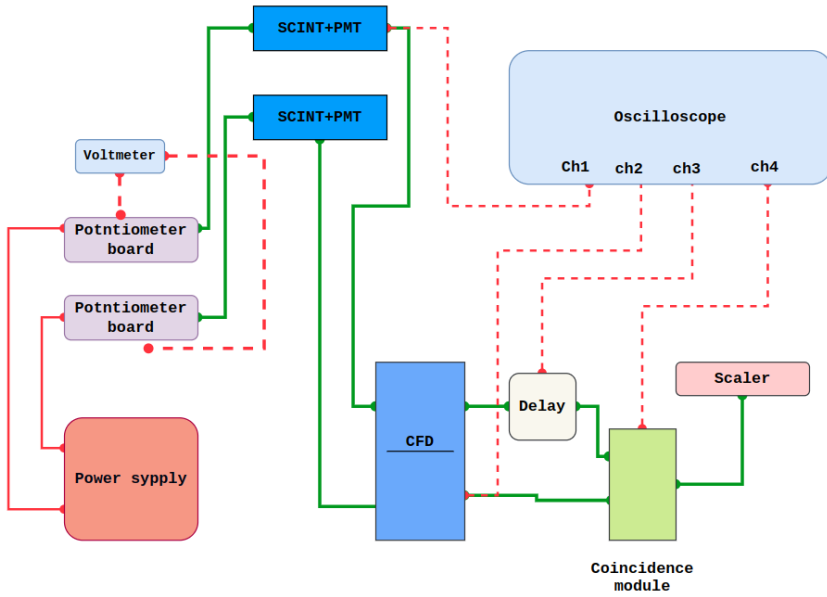 SCINT+PMT
SCINT+PMT
Oscilloscope
Ch1
ch2
ch3
ch4
Voltmeter
Potntiometer
board
Potntiometer
board
Scaler
Delay
CFD
Power sypply
Coincidence
module